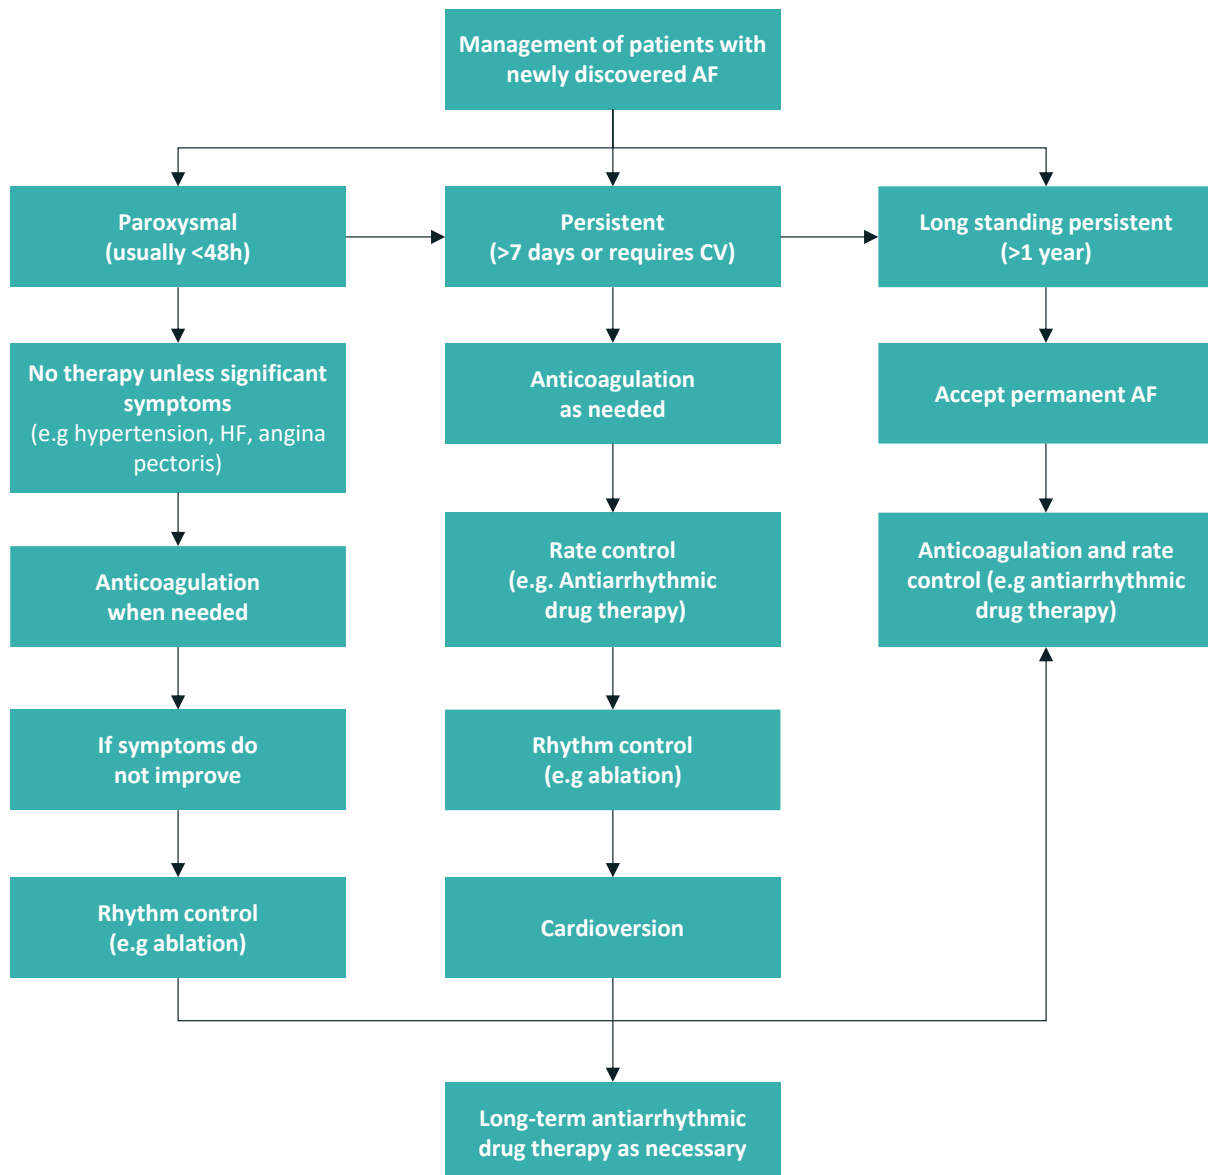 Management of patients with
newly discovered AF
Paroxysmal
(usually <48h)
Persistent
(>7 days or requires CV)
Long standing persistent
(>1 year)
No therapy unless significant
symptoms
(e.g hypertension, HF, angina
pectoris)
Anticoagulation
as needed
Accept permanent AF
Anticoagulation
when needed
Rate control
(e.g. Antiarrhythmic
drug therapy)
Anticoagulation and rate
control (e.g antiarrhythmic
drug therapy)
If symptoms do
not improve
Rhythm control
(e.g ablation)
Rhythm control
(e.g ablation)
Cardioversion
Long-term antiarrhythmic
drug therapy as necessary